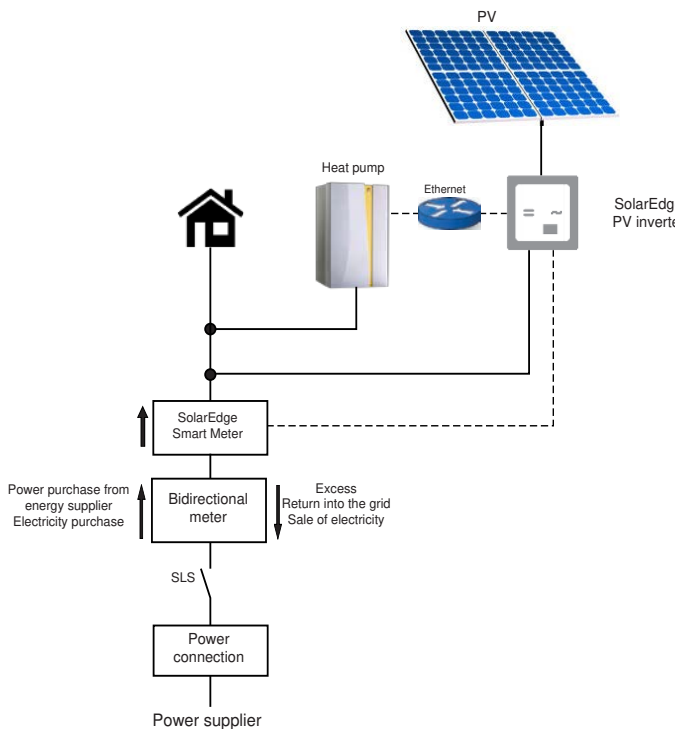 PV
Heat pump
Ethernet
= ~
SolarEdg
PV inverte
SolarEdge
Smart Meter
Power purchase from
energy supplier
Electricity purchase
Bidirectional
meter
Excess
Return into the grid
Sale of electricity
SLS
Power
connection
Power supplier